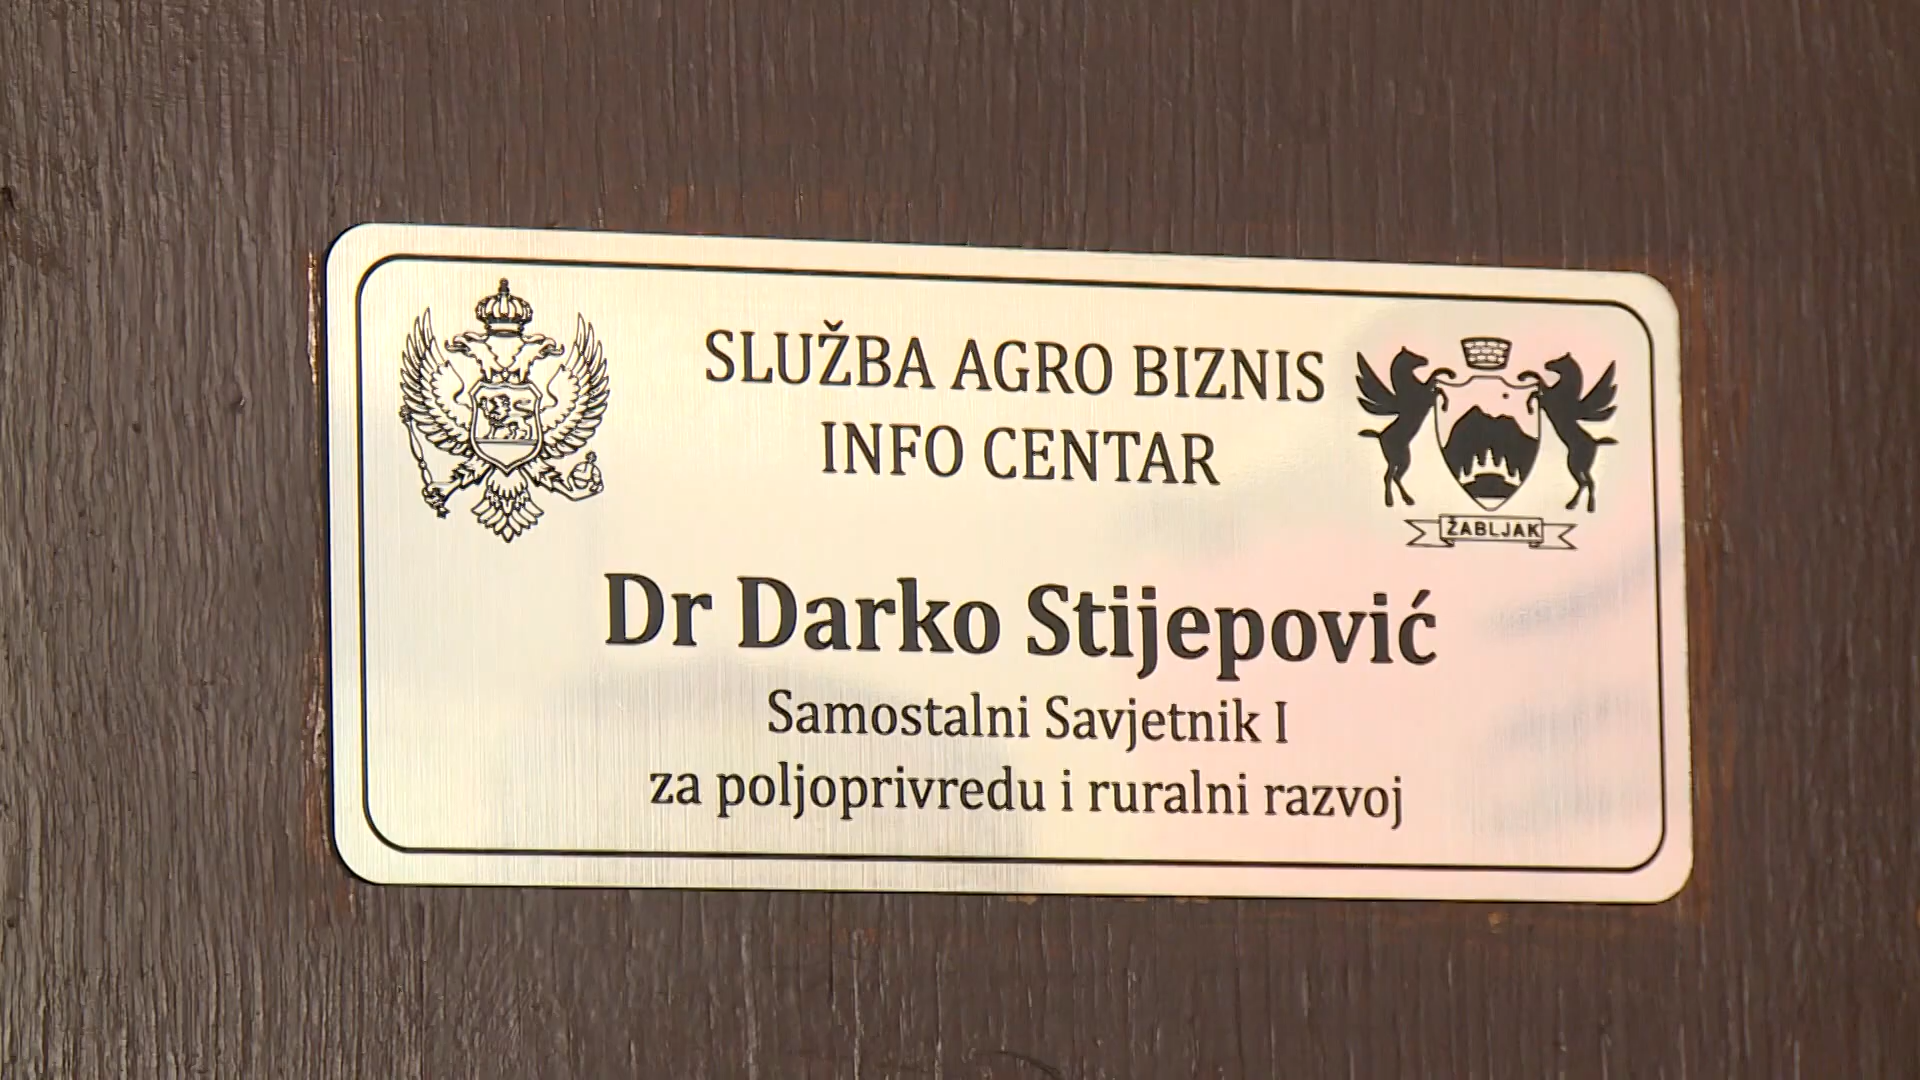 SLUŽBA AGRO BIZNIS
INFO CENTAR
ŽABLJAK
Dr Darko Stijepović
Samostalni Savjetnik I
za poljoprivredu i ruralni razvoj